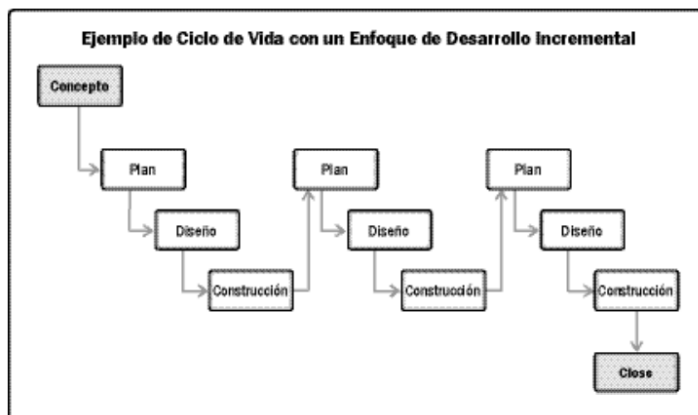 Ejemplo de Ciclo de Vida con un Enfoque de Desarrollo Incremental
Concepto
Plan
Plan
Plan
Diseño
Diseño
Diseño
Construcción
Construcción
Construcción
Close